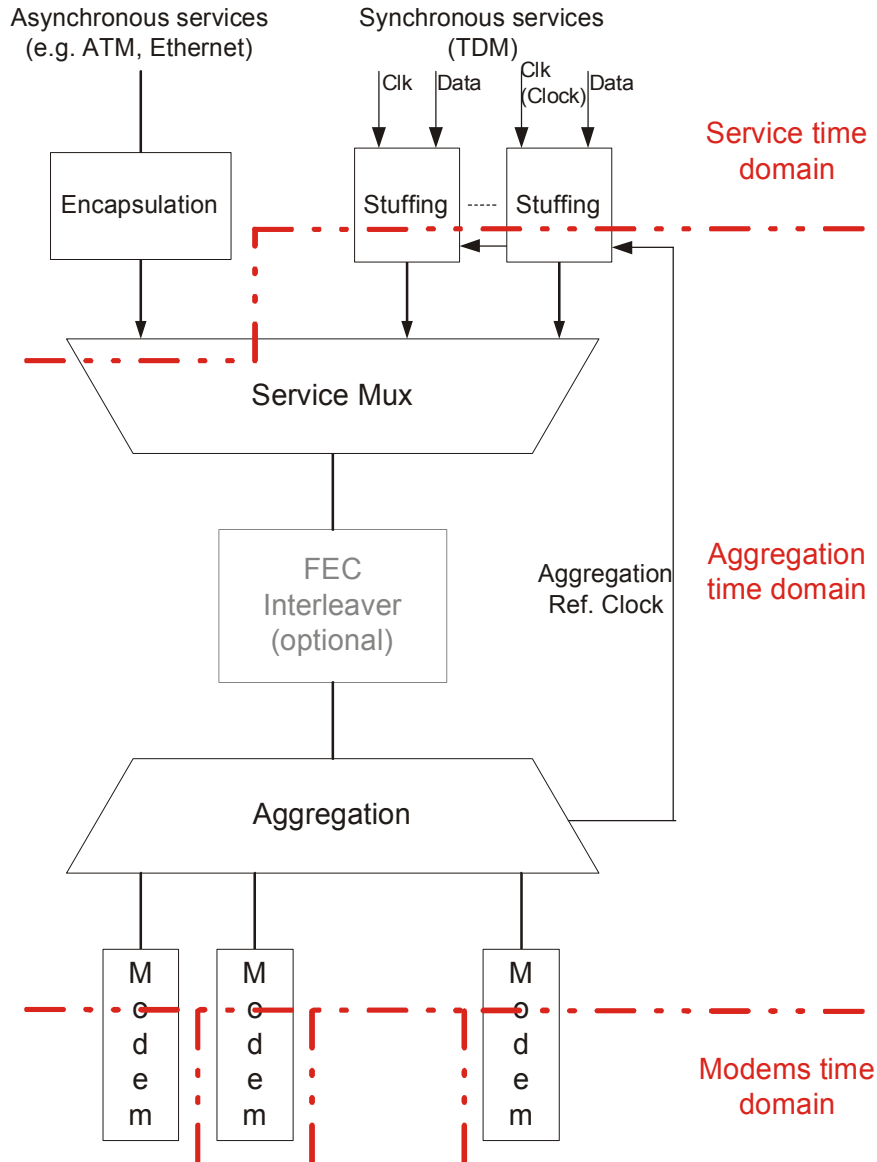 Asynchronous services
(e.g. ATM, Ethernet)
Synchronous services
(TDM)
Clk
Data
Clk
(Clock)
Data
Service time
domain
Encapsulation
Stuffing
Stuffing
Service Mux
FEC
Interleaver
(optional)
Aggregation
Ref. Clock
Aggregation
time domain
Aggregation
M
o
d
e
m
M
o
d
e
m
M
o
d
e
m
Modems time
domain